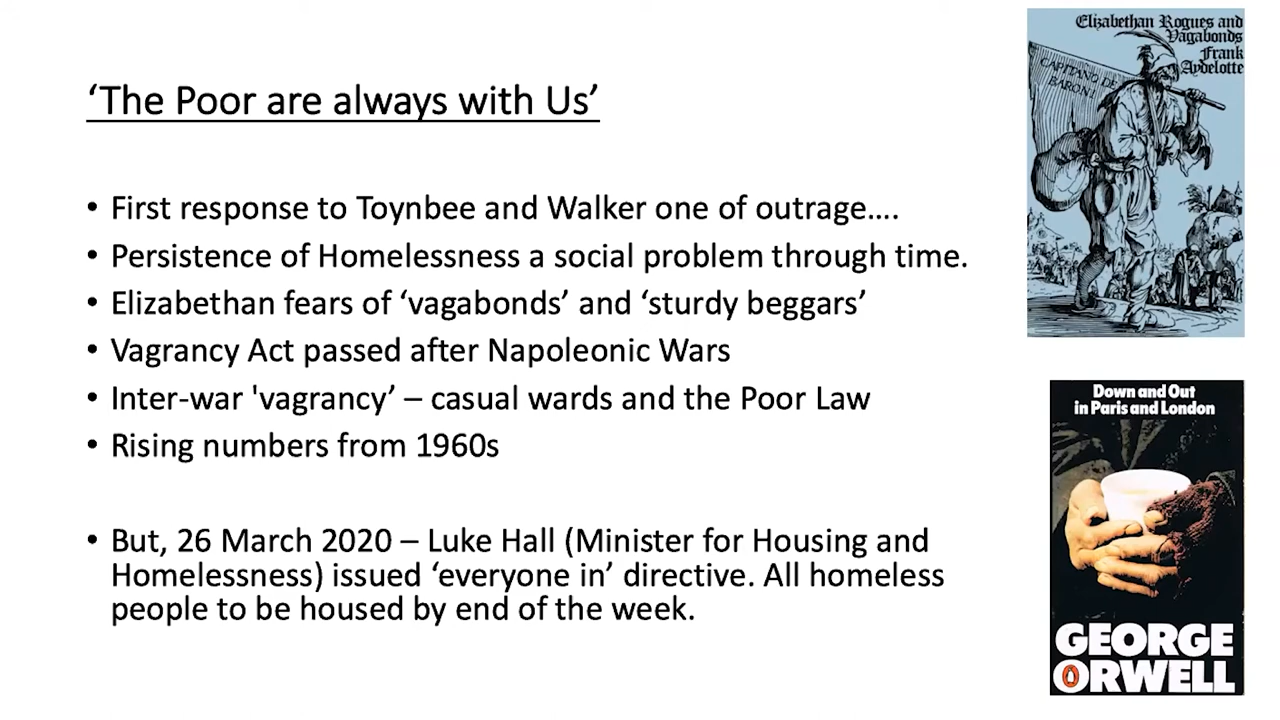 ‘The Poor are always with Us’
• First response to Toynbee and Walker one of outrage….
• Persistence of Homelessness a social problem through time.
• Elizabethan fears of ‘vagabonds’ and ‘sturdy beggars’
• Vagrancy Act passed after Napoleonic Wars
• Inter-war 'vagrancy’ – casual wards and the Poor Law
• Rising numbers from 1960s
• But, 26 March 2020 – Luke Hall (Minister for Housing and
Homelessness) issued ‘everyone in’ directive. All homeless
people to be housed by end of the week.
Elizabethan Rogues and
Vagabonds
Frank
Aydelotte
CAPITANO DE
BARONI
Down and Out
in Paris and London
GEORGE
ORWELL